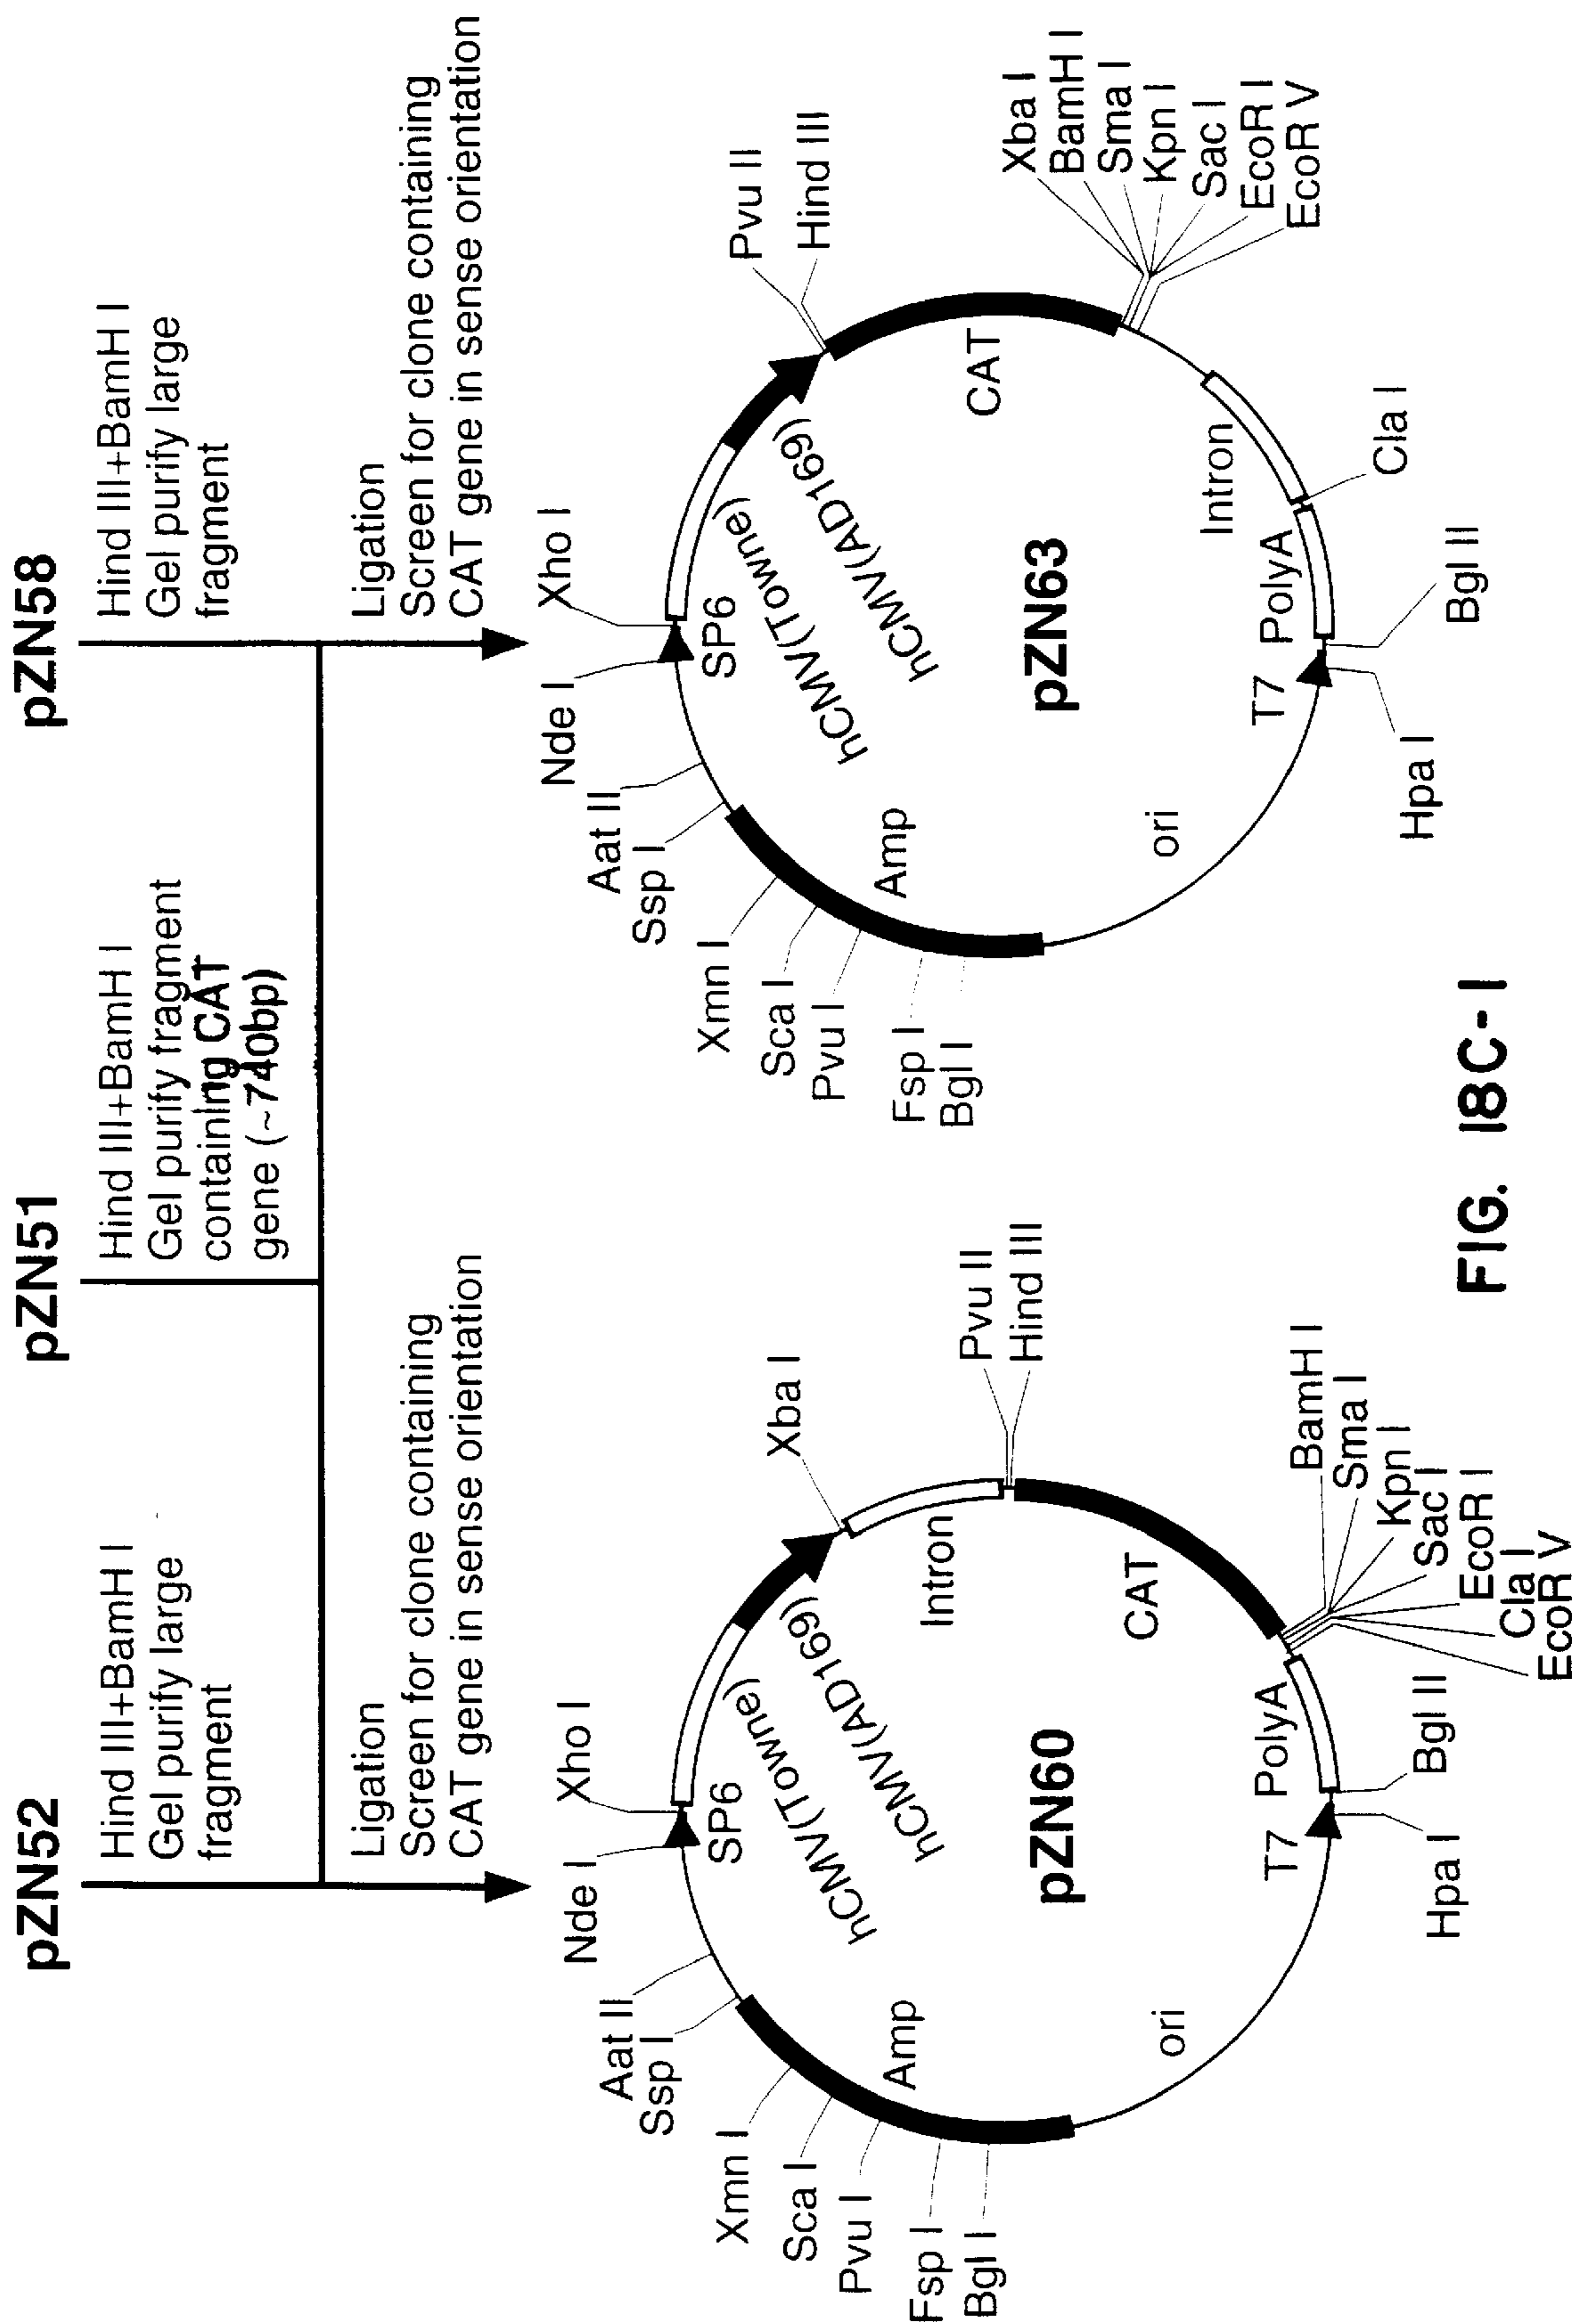 pZN52
Hind III+BamH I
Gel purify large
fragment
pZN51
Hind III+BamH I
Gel purify fragment
containing CAT
gene (~740bp)
pZN58
Hind III+BamH I
Gel purify large
fragment
Ligation
Screen for clone containing
CAT gene in sense orientation
Ligation
Screen for clone containing
CAT gene in sense orientation
Nde I
Xho I
Aat II
Ssp I
Xmn I
Sca I
Pvu I
Fsp I
Bgl I
SP6
hCMV(Towne)
hCMV(AD169)
Xba I
Intron
Pvu II
Hind III
CAT
BamH I
Sma I
Kpn I
Sac I
EcoR I
Cla I
EcoR V
PolyA
Bgl II
T7
Hpa I
ori
Amp
pZN60
Nde I
Xho I
Aat II
Ssp I
Xmn I
Sca I
Pvu I
Fsp I
Bgl I
SP6
hCMV(Towne)
hCMV(AD169)
Pvu II
Hind III
CAT
Xba I
BamH I
Sma I
Kpn I
Sac I
EcoR I
EcoR V
Intron
Cla I
PolyA
Bgl II
T7
Hpa I
ori
Amp
pZN63
FIG. 18C-1